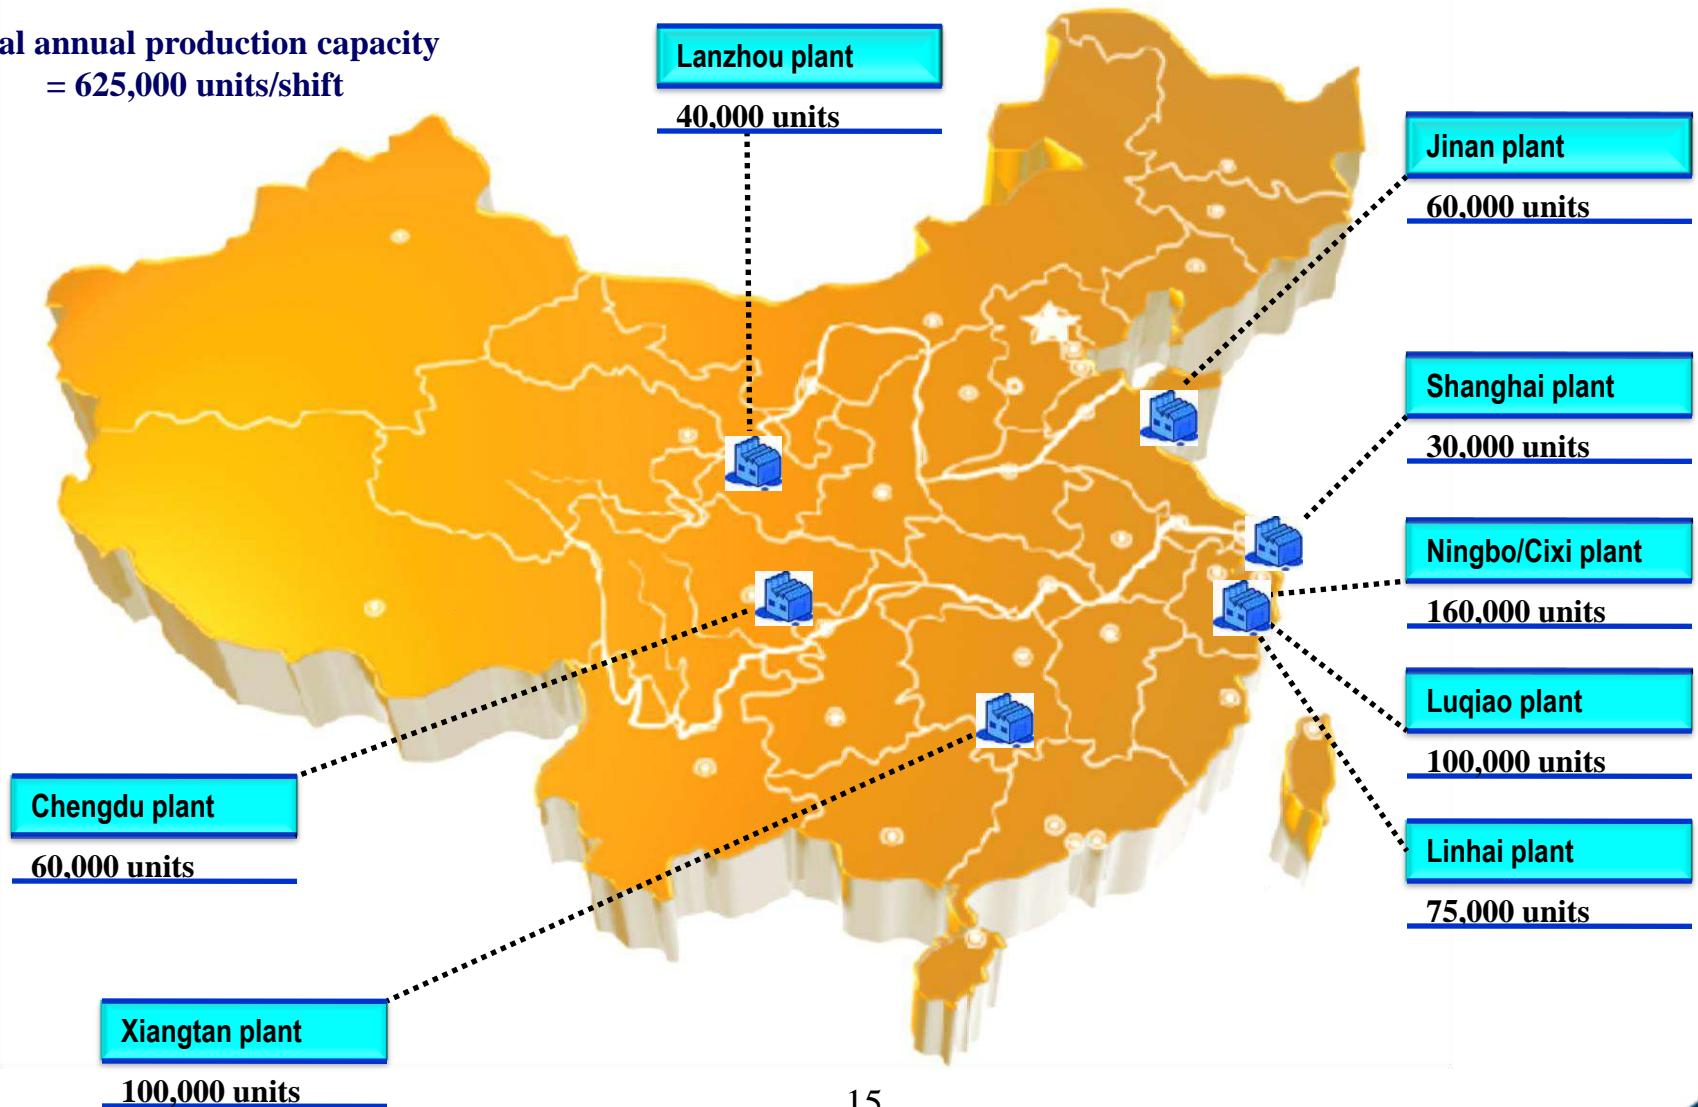 al annual production capacity
= 625,000 units/shift
Lanzhou plant
40,000 units
Jinan plant
60,000 units
Shanghai plant
30,000 units
Ningbo/Cixi plant
160,000 units
Luqiao plant
100,000 units
Linhai plant
75,000 units
Chengdu plant
60,000 units
Xiangtan plant
100,000 units
15